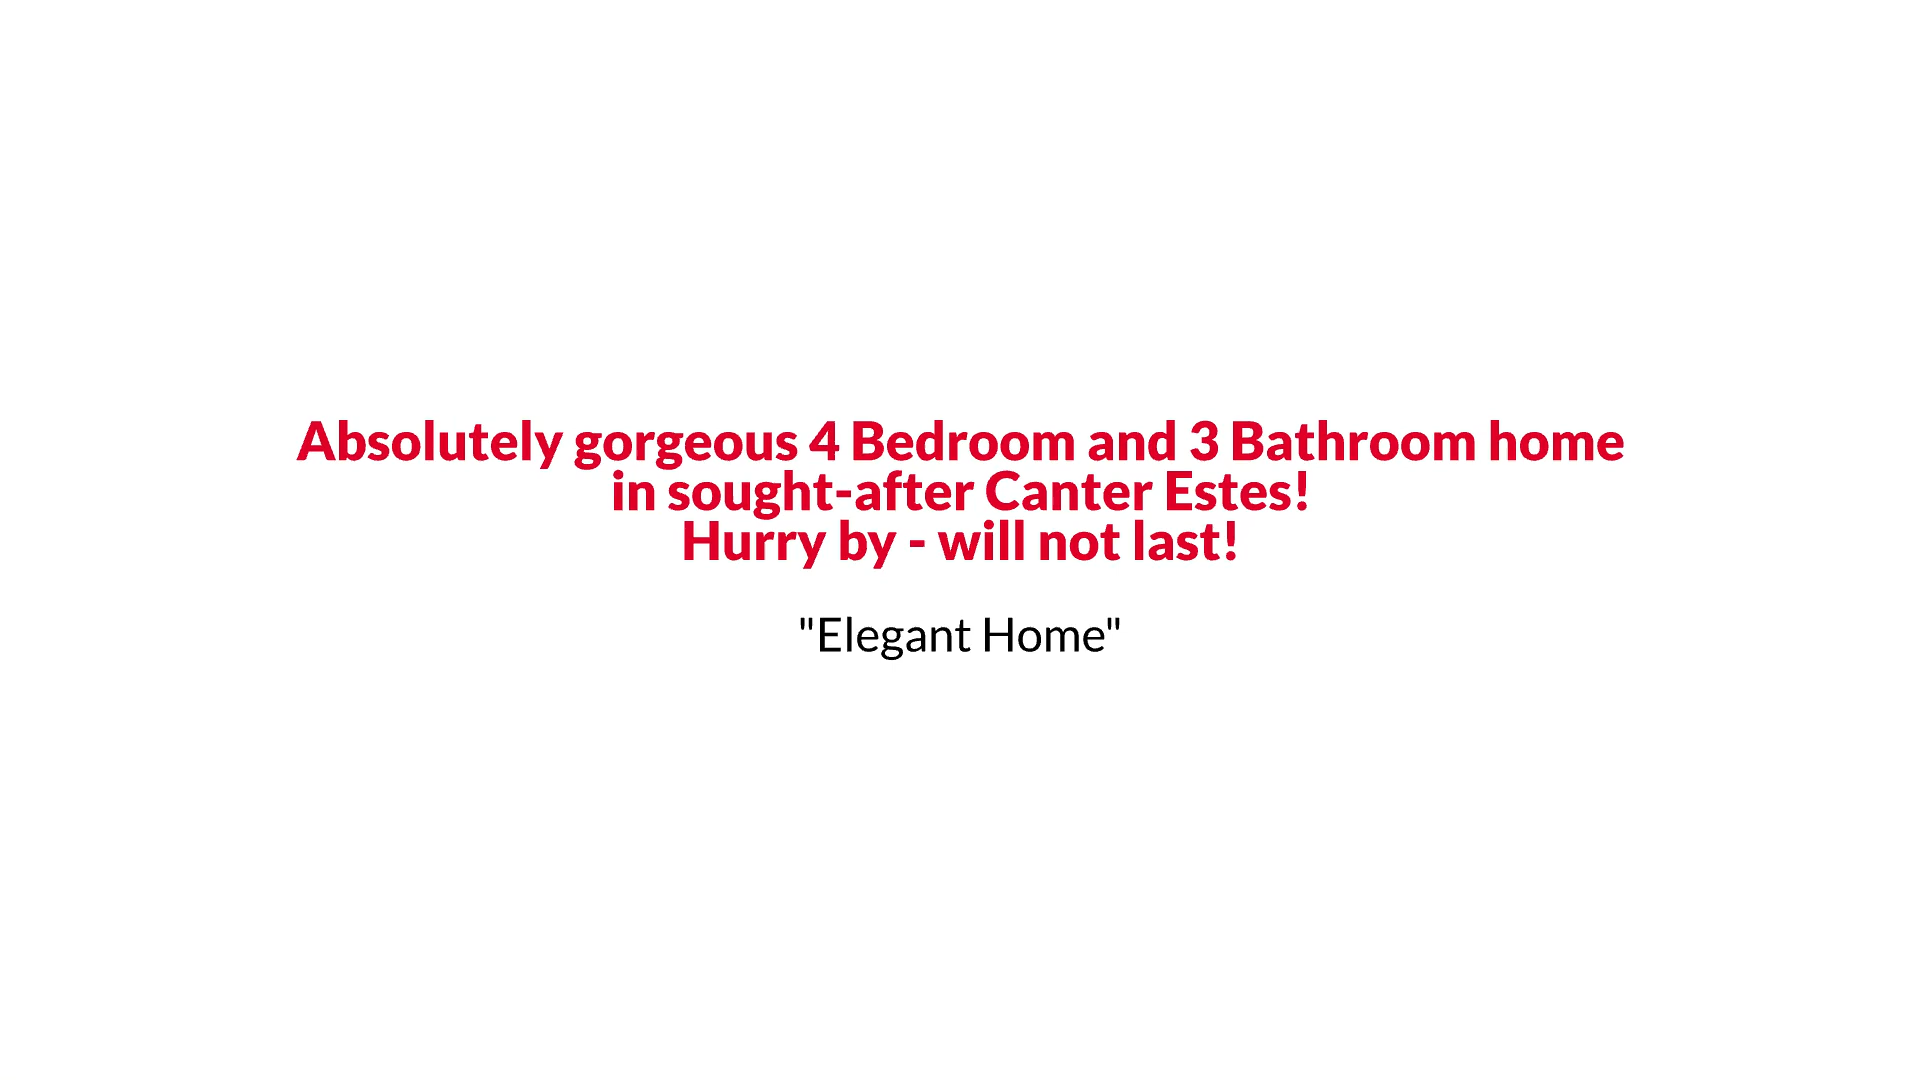 Absolutely gorgeous 4 Bedroom and 3 Bathroom home
in sought-after Canter Estes!
Hurry by - will not last!
"Elegant Home"